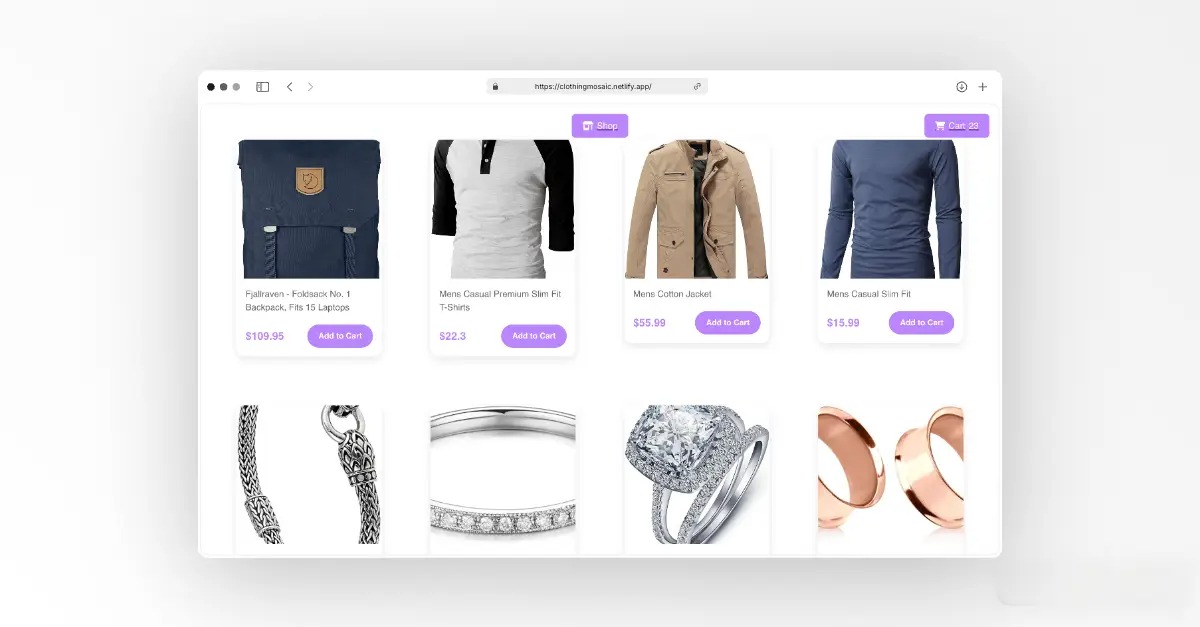 https://clothingmosaic.netlify.app/
Shop
Cart 23
Fjallraven - Foldsack No. 1
Backpack, Fits 15 Laptops
$109.95
Add to Cart
Mens Casual Premium Slim Fit
T-Shirts
$22.3
Add to Cart
Mens Cotton Jacket
$55.99
Add to Cart
Mens Casual Slim Fit
$15.99
Add to Cart